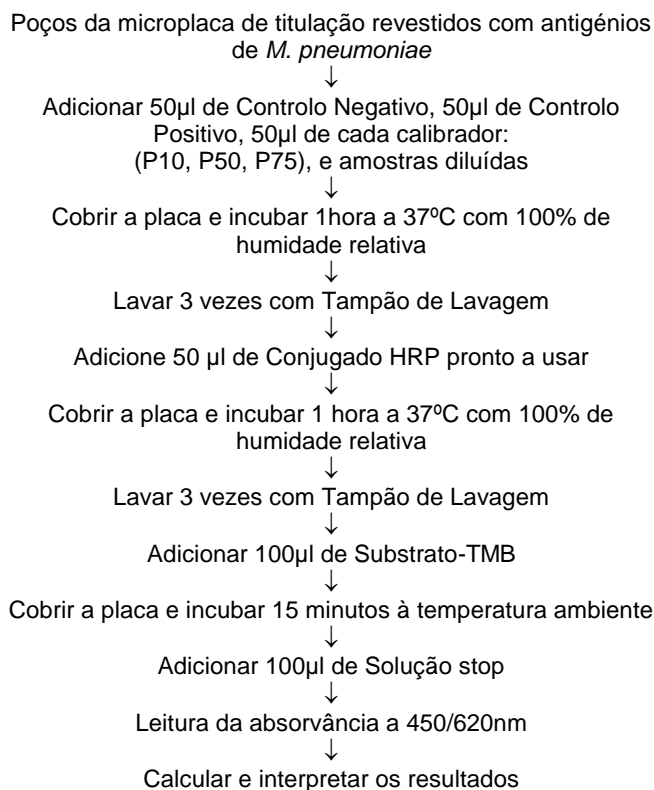 Poços da microplaca de titulação revestidos com antigénios
de M. pneumoniae
↓
Adicionar 50µl de Controlo Negativo, 50µl de Controlo
Positivo, 50µl de cada calibrador:
(P10, P50, P75), e amostras diluídas
↓
Cobrir a placa e incubar 1hora a 37ºC com 100% de
humidade relativa
↓
Lavar 3 vezes com Tampão de Lavagem
↓
Adicione 50 µl de Conjugado HRP pronto a usar
↓
Cobrir a placa e incubar 1 hora a 37ºC com 100% de
humidade relativa
↓
Lavar 3 vezes com Tampão de Lavagem
↓
Adicionar 100µl de Substrato-TMB
↓
Cobrir a placa e incubar 15 minutos à temperatura ambiente
↓
Adicionar 100µl de Solução stop
↓
Leitura da absorvância a 450/620nm
↓
Calcular e interpretar os resultados